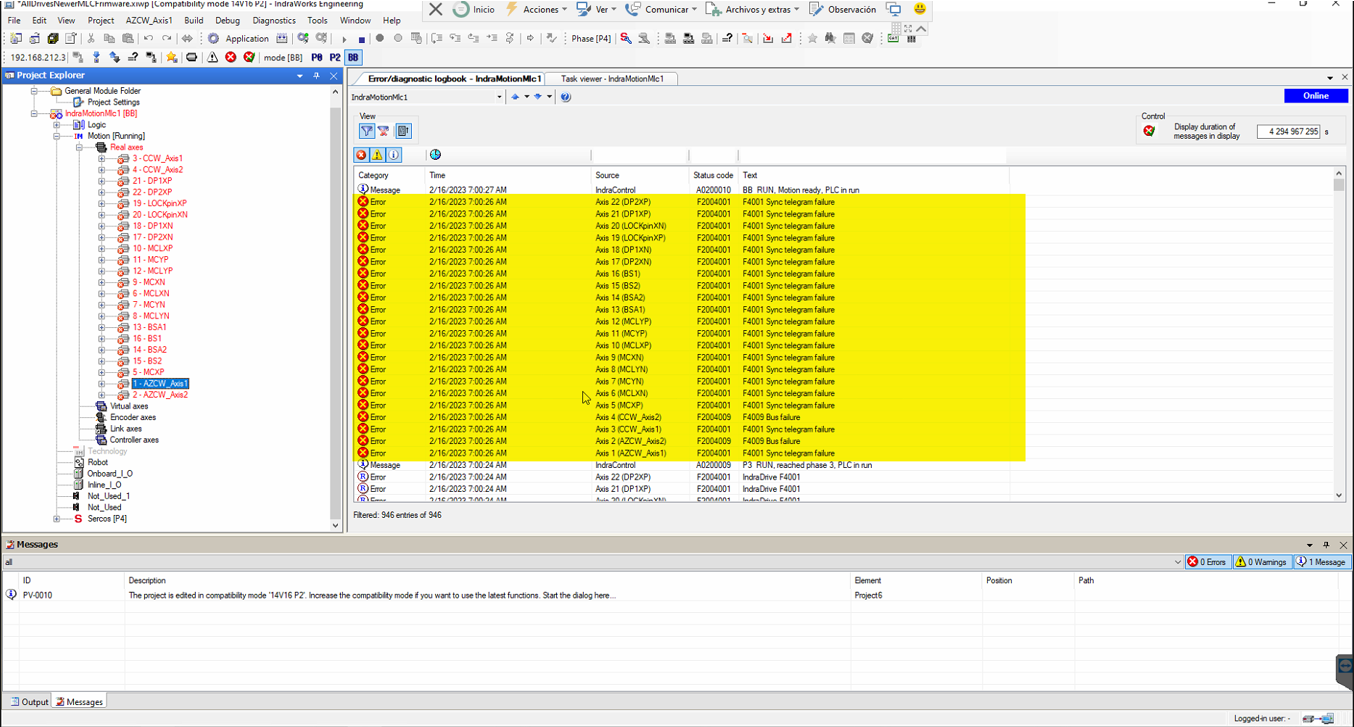 *AllDrivesNewerMLCFrimware.xiwp [Compatibility mode 14V16 P2] - IndraWorks Engineering
Inicio Acciones Ver Comunicar Archivos y extras Observación
File Edit View Project AZCW_Axis1 Build Debug Diagnostics Tools Window Help
Application Phase [P4]
192.168.212.3 mode [BB] P0 P2 BB
Project Explorer
General Module Folder
Project Settings
IndraMotionMlc1 [BB]
Logic
Motion [Running]
Real axes
3 - CCW_Axis1
4 - CCW_Axis2
21 - DP1XP
22 - DP2XP
19 - LOCKpinXP
20 - LOCKpinXN
18 - DP1XN
17 - DP2XN
10 - MCLXP
11 - MCYP
12 - MCLYP
9 - MCXN
6 - MCLXN
7 - MCYN
8 - MCLYN
13 - BSA1
16 - BS1
14 - BSA2
15 - BS2
5 - MCXP
1 - AZCW_Axis1
2 - AZCW_Axis2
Virtual axes
Encoder axes
Link axes
Controller axes
Technology
Robot
Onboard_I_O
Inline_I_O
Not_Used_1
Not_Used
Sercos [P4]
Error/diagnostic logbook - IndraMotionMlc1 Task viewer - IndraMotionMlc1
IndraMotionMlc1 Online
View
Control
Display duration of messages in display 4 294 967 295 s
Category Time Source Status code Text
Message 2/16/2023 7:00:27 AM IndraControl A0200010 BB RUN, Motion ready, PLC in run
Error 2/16/2023 7:00:26 AM Axis 22 (DP2XP) F2004001 F4001 Sync telegram failure
Error 2/16/2023 7:00:26 AM Axis 21 (DP1XP) F2004001 F4001 Sync telegram failure
Error 2/16/2023 7:00:26 AM Axis 20 (LOCKpinXN) F2004001 F4001 Sync telegram failure
Error 2/16/2023 7:00:26 AM Axis 19 (LOCKpinXP) F2004001 F4001 Sync telegram failure
Error 2/16/2023 7:00:26 AM Axis 18 (DP1XN) F2004001 F4001 Sync telegram failure
Error 2/16/2023 7:00:26 AM Axis 17 (DP2XN) F2004001 F4001 Sync telegram failure
Error 2/16/2023 7:00:26 AM Axis 16 (BS1) F2004001 F4001 Sync telegram failure
Error 2/16/2023 7:00:26 AM Axis 15 (BS2) F2004001 F4001 Sync telegram failure
Error 2/16/2023 7:00:26 AM Axis 14 (BSA2) F2004001 F4001 Sync telegram failure
Error 2/16/2023 7:00:26 AM Axis 13 (BSA1) F2004001 F4001 Sync telegram failure
Error 2/16/2023 7:00:26 AM Axis 12 (MCLYP) F2004001 F4001 Sync telegram failure
Error 2/16/2023 7:00:26 AM Axis 11 (MCYP) F2004001 F4001 Sync telegram failure
Error 2/16/2023 7:00:26 AM Axis 10 (MCLXP) F2004001 F4001 Sync telegram failure
Error 2/16/2023 7:00:26 AM Axis 9 (MCXN) F2004001 F4001 Sync telegram failure
Error 2/16/2023 7:00:26 AM Axis 8 (MCLYN) F2004001 F4001 Sync telegram failure
Error 2/16/2023 7:00:26 AM Axis 7 (MCYN) F2004001 F4001 Sync telegram failure
Error 2/16/2023 7:00:26 AM Axis 6 (MCLXN) F2004001 F4001 Sync telegram failure
Error 2/16/2023 7:00:26 AM Axis 5 (MCXP) F2004001 F4001 Sync telegram failure
Error 2/16/2023 7:00:26 AM Axis 4 (CCW_Axis2) F2004009 F4009 Bus failure
Error 2/16/2023 7:00:26 AM Axis 3 (CCW_Axis1) F2004001 F4001 Sync telegram failure
Error 2/16/2023 7:00:26 AM Axis 2 (AZCW_Axis2) F2004009 F4009 Bus failure
Error 2/16/2023 7:00:26 AM Axis 1 (AZCW_Axis1) F2004001 F4001 Sync telegram failure
Message 2/16/2023 7:00:24 AM IndraControl A0200009 P3 RUN, reached phase 3, PLC in run
Error 2/16/2023 7:00:24 AM Axis 22 (DP2XP) F2004001 IndraDrive F4001
Error 2/16/2023 7:00:24 AM Axis 21 (DP1XP) F2004001 IndraDrive F4001
Error 2/16/2023 7:00:24 AM Axis 20 (LOCKpinXN) F2004001 IndraDrive F4001
Filtered: 946 entries of 946
Messages
all 0 Errors 0 Warnings 1 Message
ID Description Element Position Path
PV-0010 The project is edited in compatibility mode '14V16 P2'. Increase the compatibility mode if you want to use the latest functions. Start the dialog here... Project6
Output Messages
Logged-in user: -